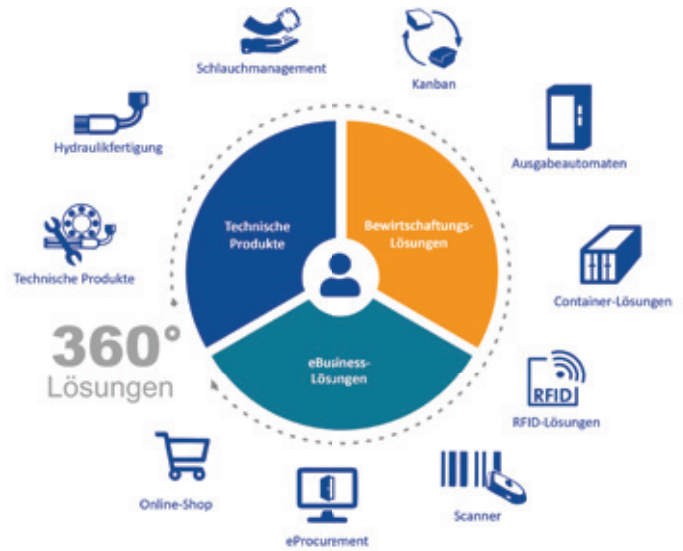 Schlauchmanagement
Kanban
Hydraulikfertigung
Ausgabeautomaten
Technische
Produkte
Bewirtschaftungs-
Lösungen
Technische Produkte
Container-Lösungen
360°
Lösungen
eBusiness-
Lösungen
RFID
RFID-Lösungen
Online-Shop
Scanner
eProcurement